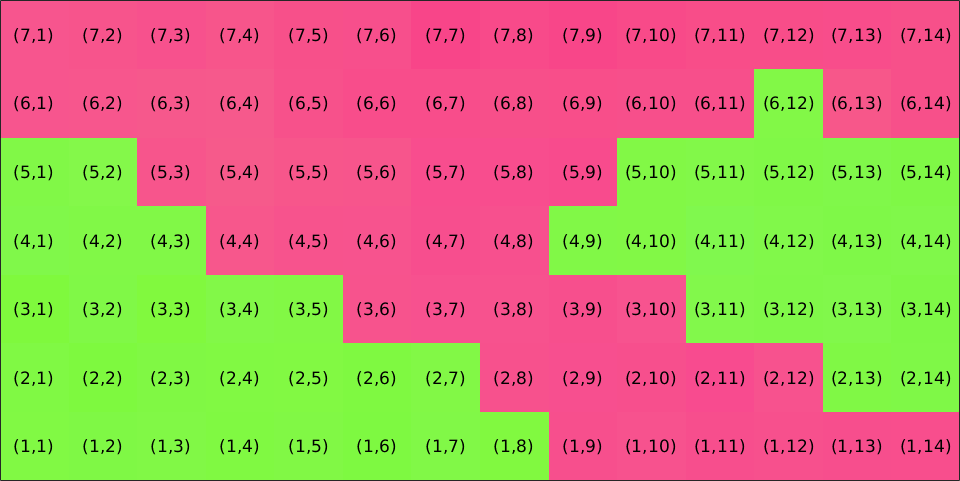 (7,1) (7,2) (7,3) (7,4) (7,5) (7,6) (7,7) (7,8) (7,9) (7,10) (7,11) (7,12) (7,13) (7,14)
(6,1) (6,2) (6,3) (6,4) (6,5) (6,6) (6,7) (6,8) (6,9) (6,10) (6,11) (6,12) (6,13) (6,14)
(5,1) (5,2) (5,3) (5,4) (5,5) (5,6) (5,7) (5,8) (5,9) (5,10) (5,11) (5,12) (5,13) (5,14)
(4,1) (4,2) (4,3) (4,4) (4,5) (4,6) (4,7) (4,8) (4,9) (4,10) (4,11) (4,12) (4,13) (4,14)
(3,1) (3,2) (3,3) (3,4) (3,5) (3,6) (3,7) (3,8) (3,9) (3,10) (3,11) (3,12) (3,13) (3,14)
(2,1) (2,2) (2,3) (2,4) (2,5) (2,6) (2,7) (2,8) (2,9) (2,10) (2,11) (2,12) (2,13) (2,14)
(1,1) (1,2) (1,3) (1,4) (1,5) (1,6) (1,7) (1,8) (1,9) (1,10) (1,11) (1,12) (1,13) (1,14)